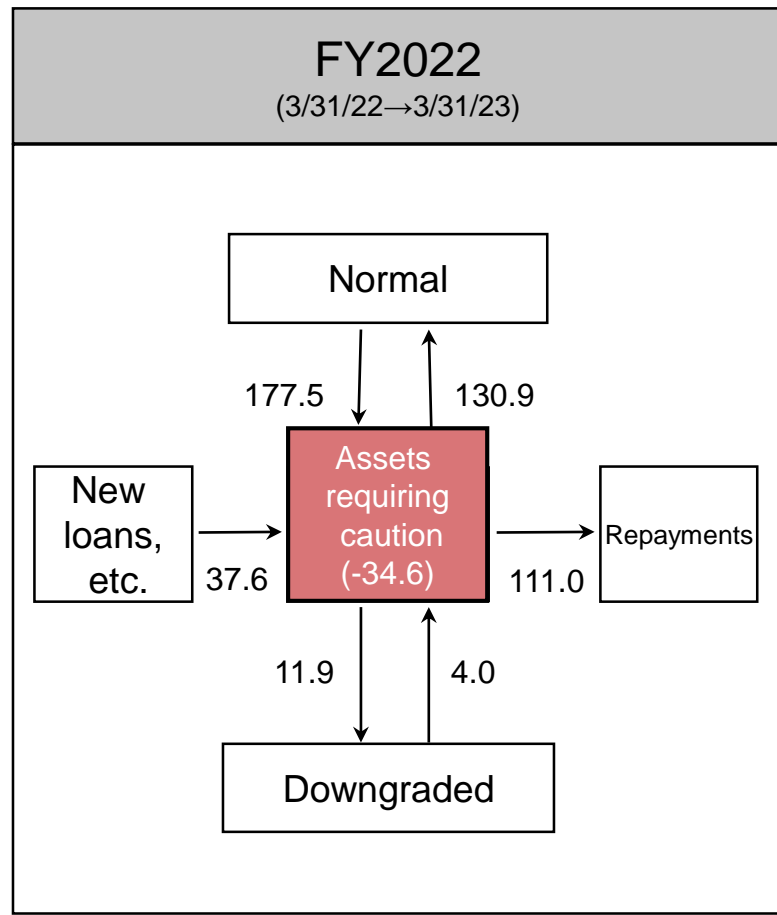 FY2022
(3/31/22→3/31/23)
Normal
177.5
130.9
New
loans,
etc.
37.6
Assets
requiring
caution
(-34.6)
Repayments
111.0
11.9
4.0
Downgraded